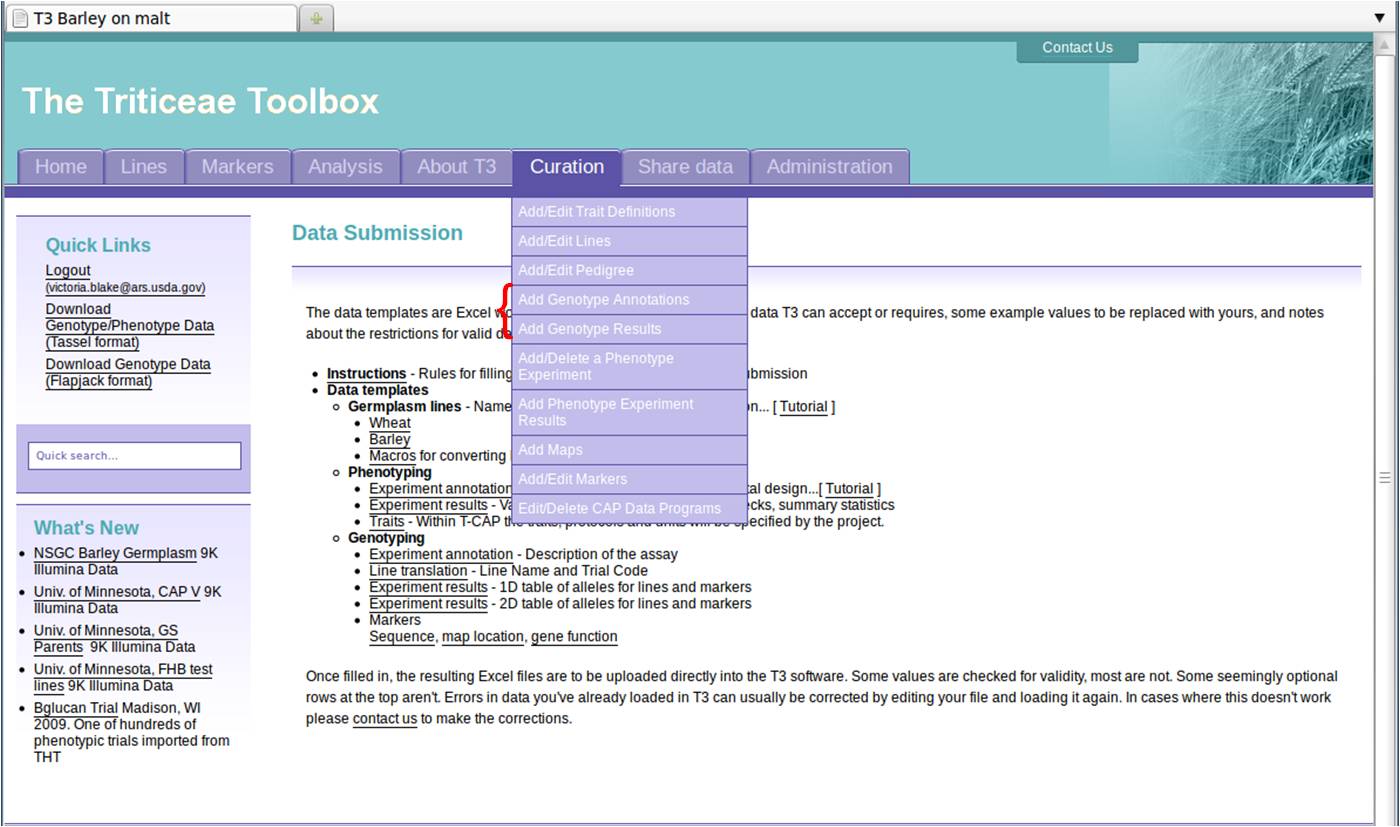 T3 Barley on malt
Contact Us
The Triticeae Toolbox
Home Lines Markers Analysis About T3 Curation Share data Administration
Quick Links
Logout
(victoria.blake@ars.usda.gov)
Download
Genotype/Phenotype Data
(Tassel format)
Download Genotype Data
(Flapjack format)
Quick search...
What's New
NSGC Barley Germplasm 9K
Illumina Data
Univ. of Minnesota, CAP V 9K
Illumina Data
Univ. of Minnesota, GS
Parents 9K Illumina Data
Univ. of Minnesota, FHB test
lines 9K Illumina Data
Bglucan Trial Madison, WI
2009. One of hundreds of
phenotypic trials imported from
THT
Add/Edit Trait Definitions
Add/Edit Lines
Add/Edit Pedigree
Add Genotype Annotations
Add Genotype Results
Add/Delete a Phenotype
Experiment
Add Phenotype Experiment
Results
Add Maps
Add/Edit Markers
Edit/Delete CAP Data Programs
Data Submission
The data templates are Excel data T3 can accept or requires, some example values to be replaced with yours, and notes
about the restrictions for valid
Instructions - Rules for filling
Data templates
Germplasm lines - Name [ Tutorial ]
Wheat
Barley
Macros for converting
Phenotyping
Experiment annotation design...[ Tutorial ]
Experiment results - summary statistics
Traits - Within T-CAP the traits, protocols and units will be specified by the project.
Genotyping
Experiment annotation - Description of the assay
Line translation - Line Name and Trial Code
Experiment results - 1D table of alleles for lines and markers
Experiment results - 2D table of alleles for lines and markers
Markers
Sequence, map location, gene function
Once filled in, the resulting Excel files are to be uploaded directly into the T3 software. Some values are checked for validity, most are not. Some seemingly optional
rows at the top aren't. Errors in data you've already loaded in T3 can usually be corrected by editing your file and loading it again. In cases where this doesn't work
please contact us to make the corrections.